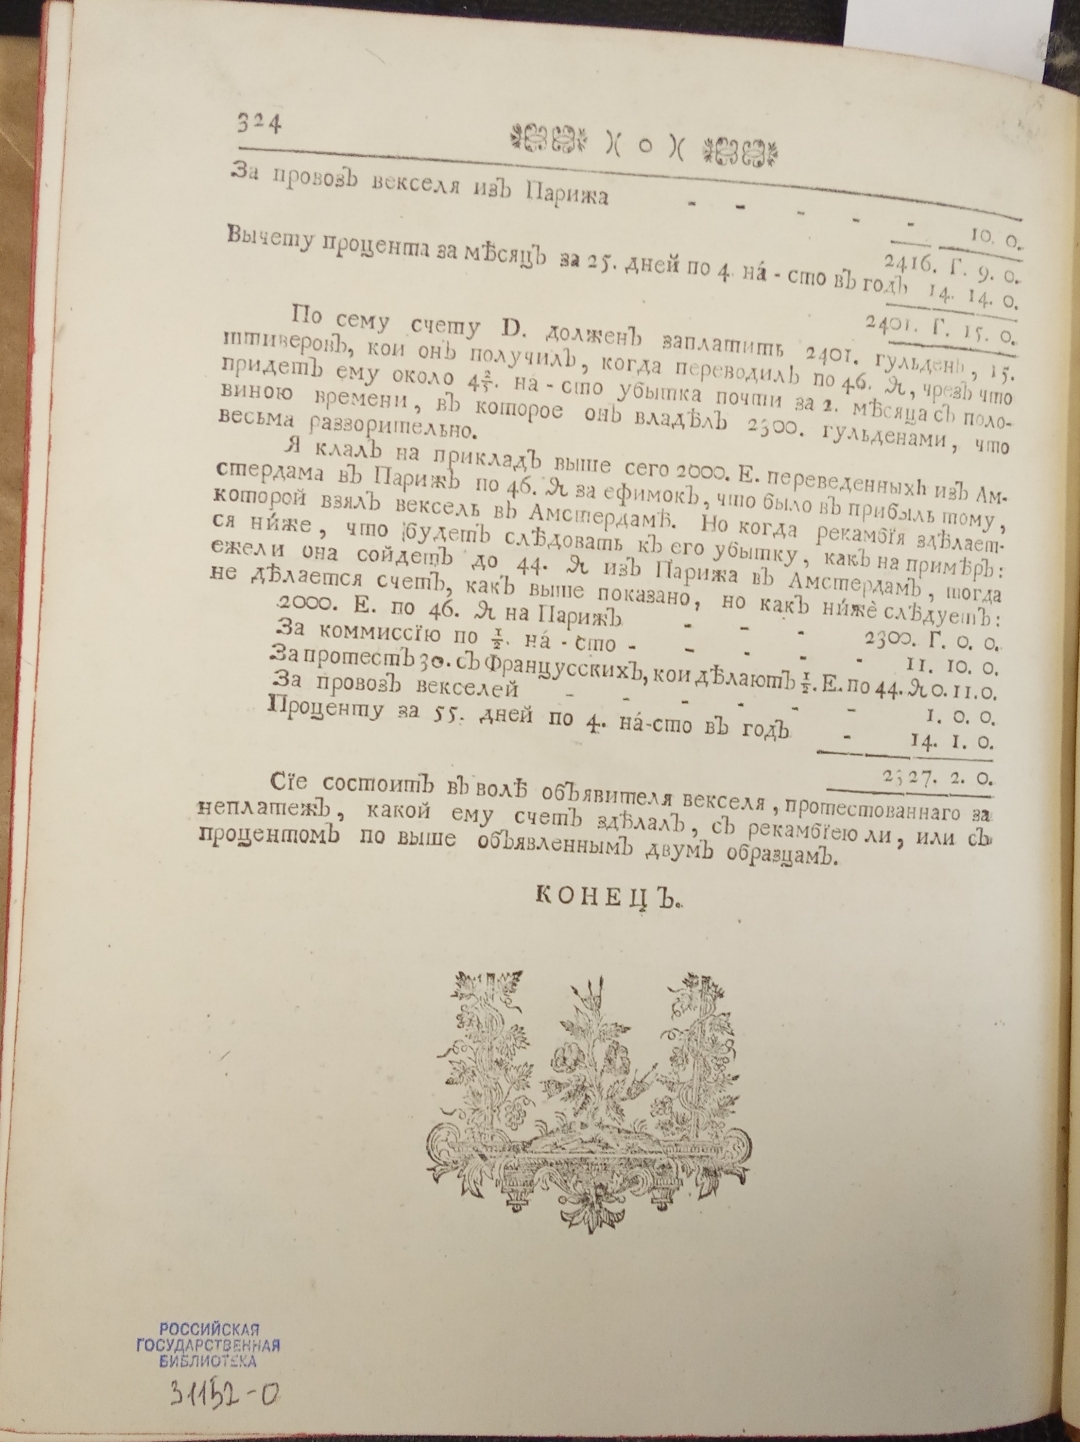 324 )( о )(
За провозЪ векселя изЪ Парижа - - - - - 10. 0.
2416. Г. 9. 0.
Вычету процента за мѢсяцЪ за 25. дней по 4. на́ - сто вЪ годЪ 14. 14. 0.
2401. Г. 15. 0.
По сему счету D. долженЪ заплатить 2401. гульденЪ, 15.
штиверовЪ, кои онЪ получилЪ, когда переводилЪ по 46. Я, чрезЪ что
придетЪ ему около 4⅖. на́ - сто убытка почти за 2. мѢсяца сЪ поло-
виною времени, вЪ которое онЪ владѢлЪ 2300. гульденами, что
весьма раззорительно.
Я клалЪ на прикладЪ выше сего 2000. Е. переведенныхЪ изЪ Ам-
стердама вЪ ПарижЪ по 46. Я за ефимокЪ, что было вЪ прибыль тому,
которой взялЪ вексель вЪ АмстердамѢ. Но когда рекамбїя здѢлает-
ся ни́же, что будетЪ слѢдовать кЪ его убытку, какЪ на примѢрЪ:
ежели она сойдетЪ до 44. Я изЪ Парижа вЪ АмстердамЪ, тогда
не дѢлается счетЪ, какЪ выше показано, но какЪ ни́же слѢдуетЪ:
2000. Е. по 46. Я на ПарижЪ - - - 2300. Г. 0. 0.
За коммиссїю по ½. на́ - сто - - - - - 11. 10. 0.
За протестЪ 30. сЪ ФранцусскихЪ, кои дѢлаютЪ ½. Е. по 44. Я 0. 11. 0.
За провозЪ векселей - - - - - - 1. 0. 0.
Проценту за 55. дней по 4. на́-сто вЪ годЪ - 14. 1. 0.
2327. 2. 0.
Сїе состоитЪ вЪ волѢ объявителя векселя, протестованнаго за
неплатежЪ, какой ему счетЪ здѢлалЪ, сЪ рекамбїею ли, или сЪ
процентомЪ по выше объявленнымЪ двумЪ образцамЪ.
КОНЕЦЪ.
РОССИЙСКАЯ
ГОСУДАРСТВЕННАЯ
БИБЛИОТЕКА
31152-0